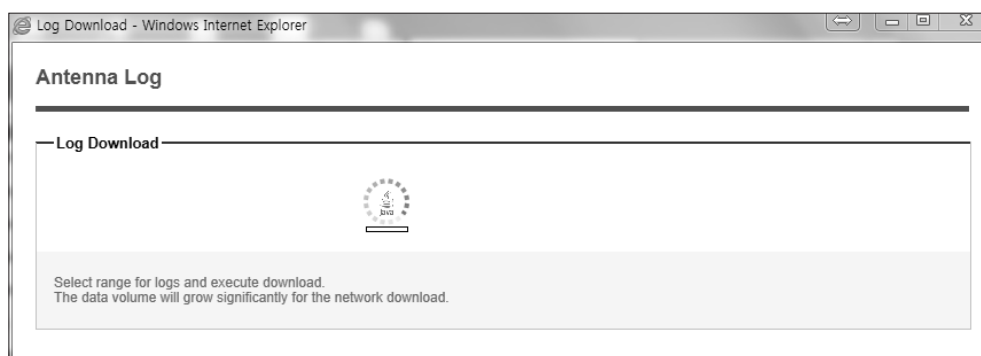 Log Download - Windows Internet Explorer
Antenna Log
Log Download
Java
Select range for logs and execute download.
The data volume will grow significantly for the network download.